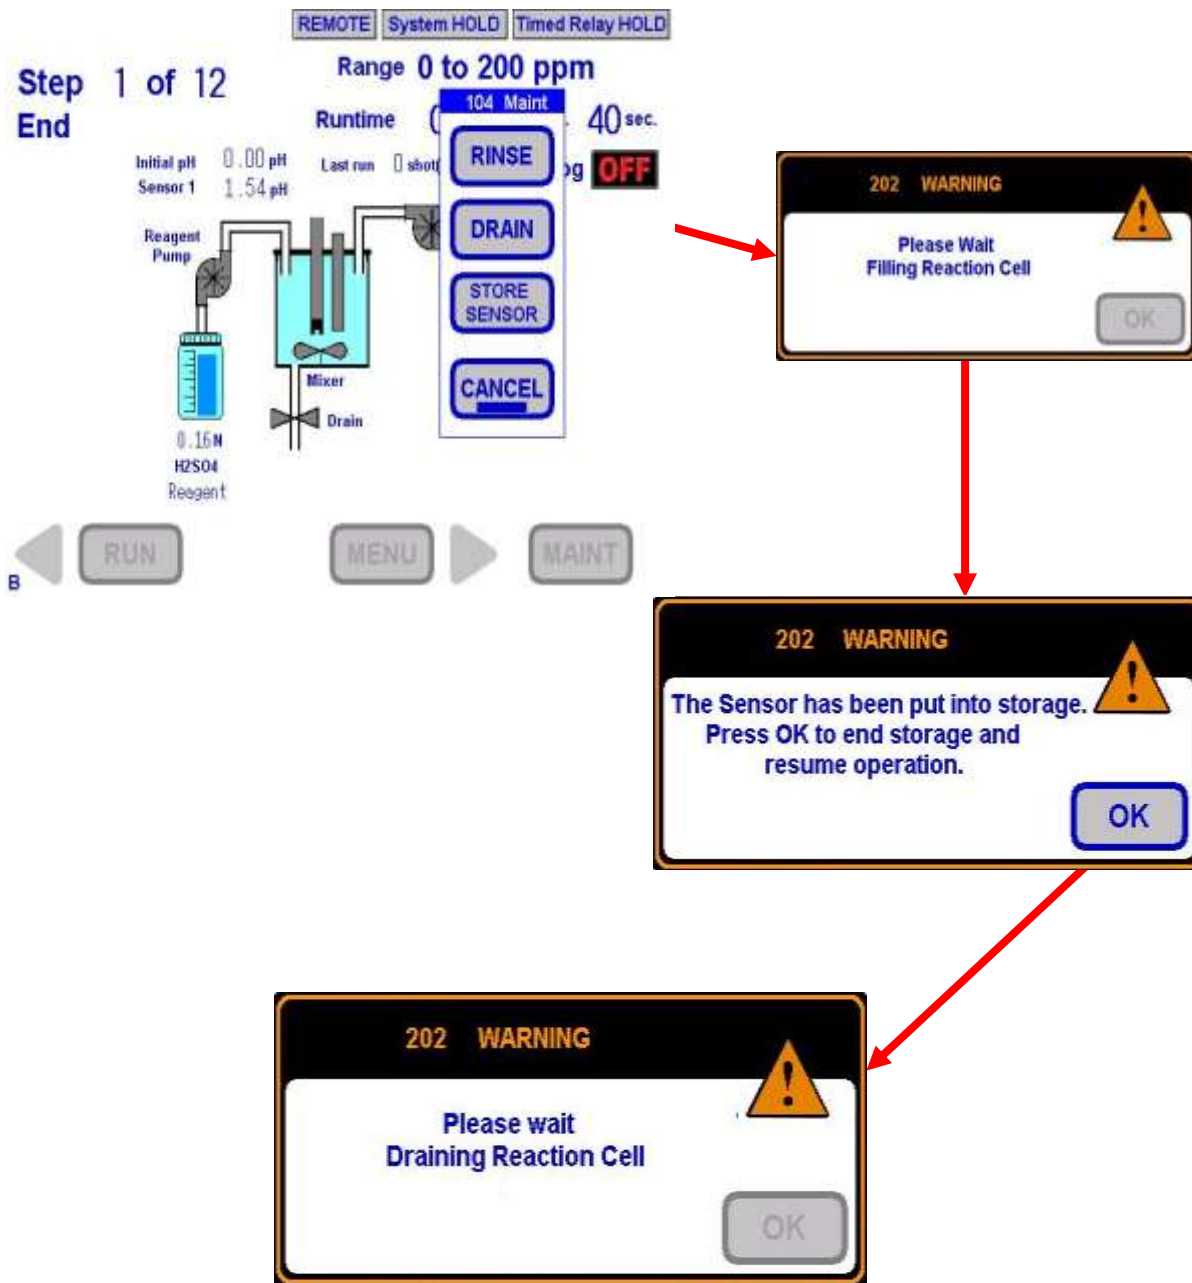 REMOTE System HOLD Timed Relay HOLD
Step 1 of 12
Range 0 to 200 ppm
End
Runtime
40 sec.
104 Maint
RINSE
DRAIN
STORE
SENSOR
CANCEL
Initial pH 0.00 pH
Sensor 1 1.54 pH
Last run 0 shot(
og OFF
Reagent
Pump
Mixer
Drain
0.16 N
H2SO4
Reagent
RUN MENU MAINT
B
202 WARNING
!
Please Wait
Filling Reaction Cell
OK
202 WARNING
!
The Sensor has been put into storage.
Press OK to end storage and
resume operation.
OK
202 WARNING
!
Please wait
Draining Reaction Cell
OK